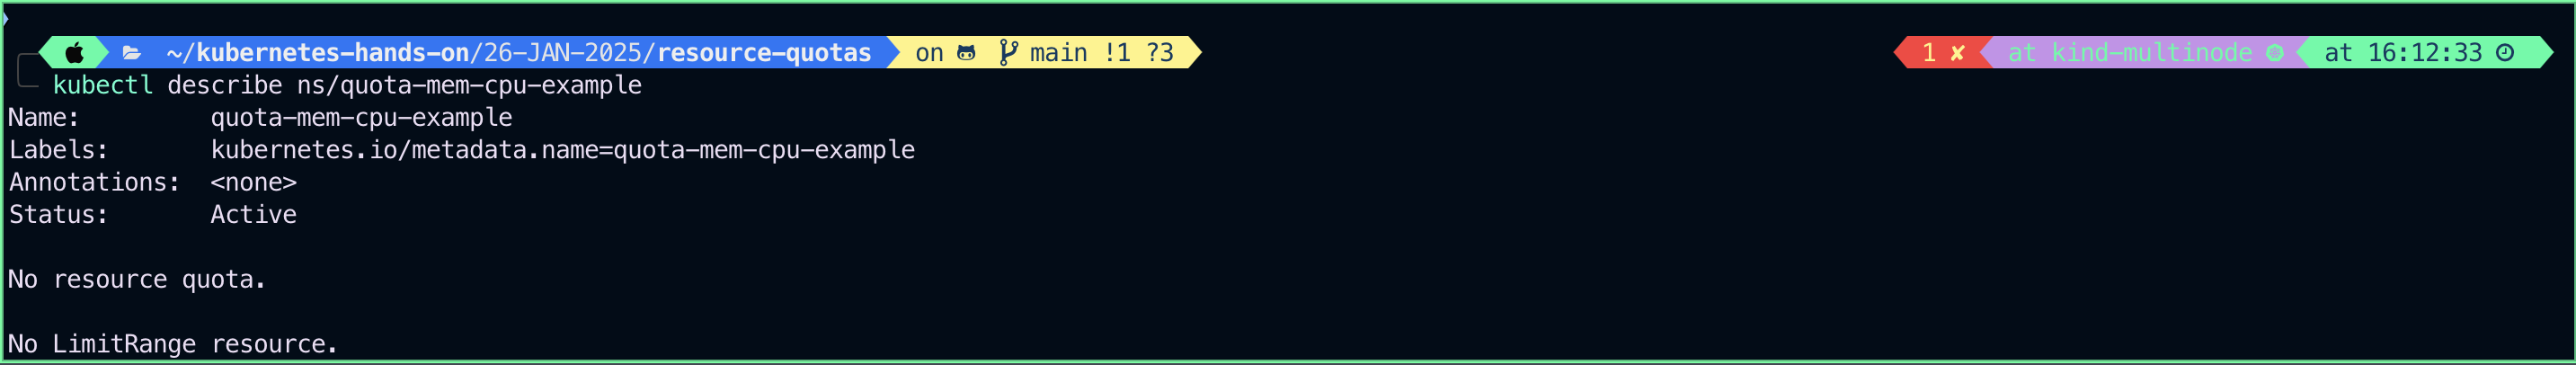 ~/kubernetes-hands-on/26-JAN-2025/resource-quotas on main !1 ?3 1 ✘ at kind-multinode at 16:12:33
kubectl describe ns/quota-mem-cpu-example
Name: quota-mem-cpu-example
Labels: kubernetes.io/metadata.name=quota-mem-cpu-example
Annotations: <none>
Status: Active
No resource quota.
No LimitRange resource.